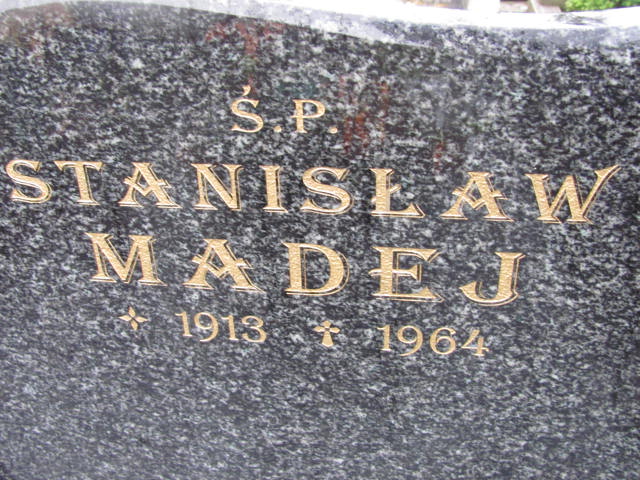 Ś.P.
STANISŁAW
MADEJ
1913 1964